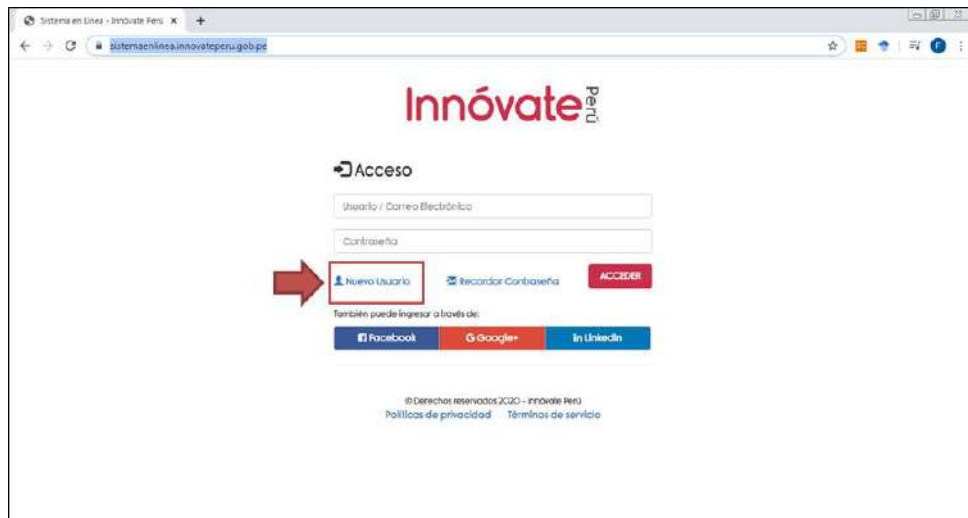 Sistema en Linea - Innóvate Perú
sistemaenlinea.innovateperu.gob.pe
F
Innóvate Perú
Acceso
Usuario / Correo Electrónico
Contraseña
Nuevo Usuario Recordar Contraseña ACCEDER
También puede ingresar a través de:
Facebook G Google+ in LinkedIn
© Derechos reservados 2020 - Innóvate Perú
Políticas de privacidad Términos de servicio